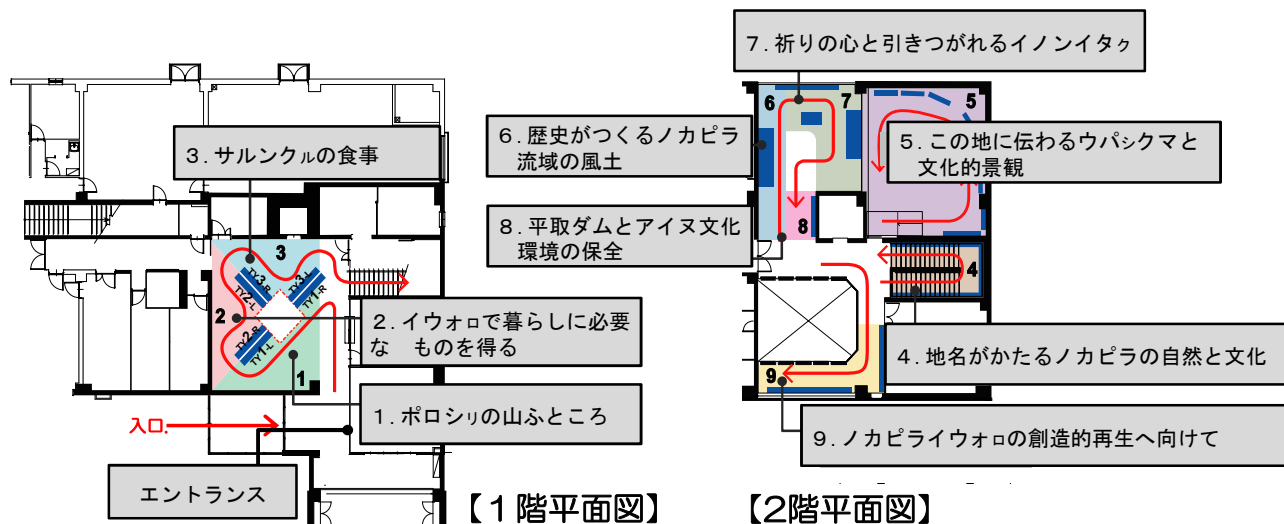 7.祈りの心と引きつがれるイノンイタㇰ
6
7
5
3.サルンクㇽの食事
6.歴史がつくるノカピラ
流域の風土
5.この地に伝わるウパㇱクマと
文化的景観
8.平取ダムとアイヌ文化
環境の保全
8
3
TY3-R
TY2-L
TY3-L
TY1-R
4
2
TY2-R
TY1-L
2.イウォㇿで暮らしに必要
な ものを得る
4.地名がかたるノカピラの自然と文化
1
9
1.ポロシㇼの山ふところ
入口.
9.ノカピライウォㇿの創造的再生へ向けて
エントランス
【1階平面図】
【2階平面図】